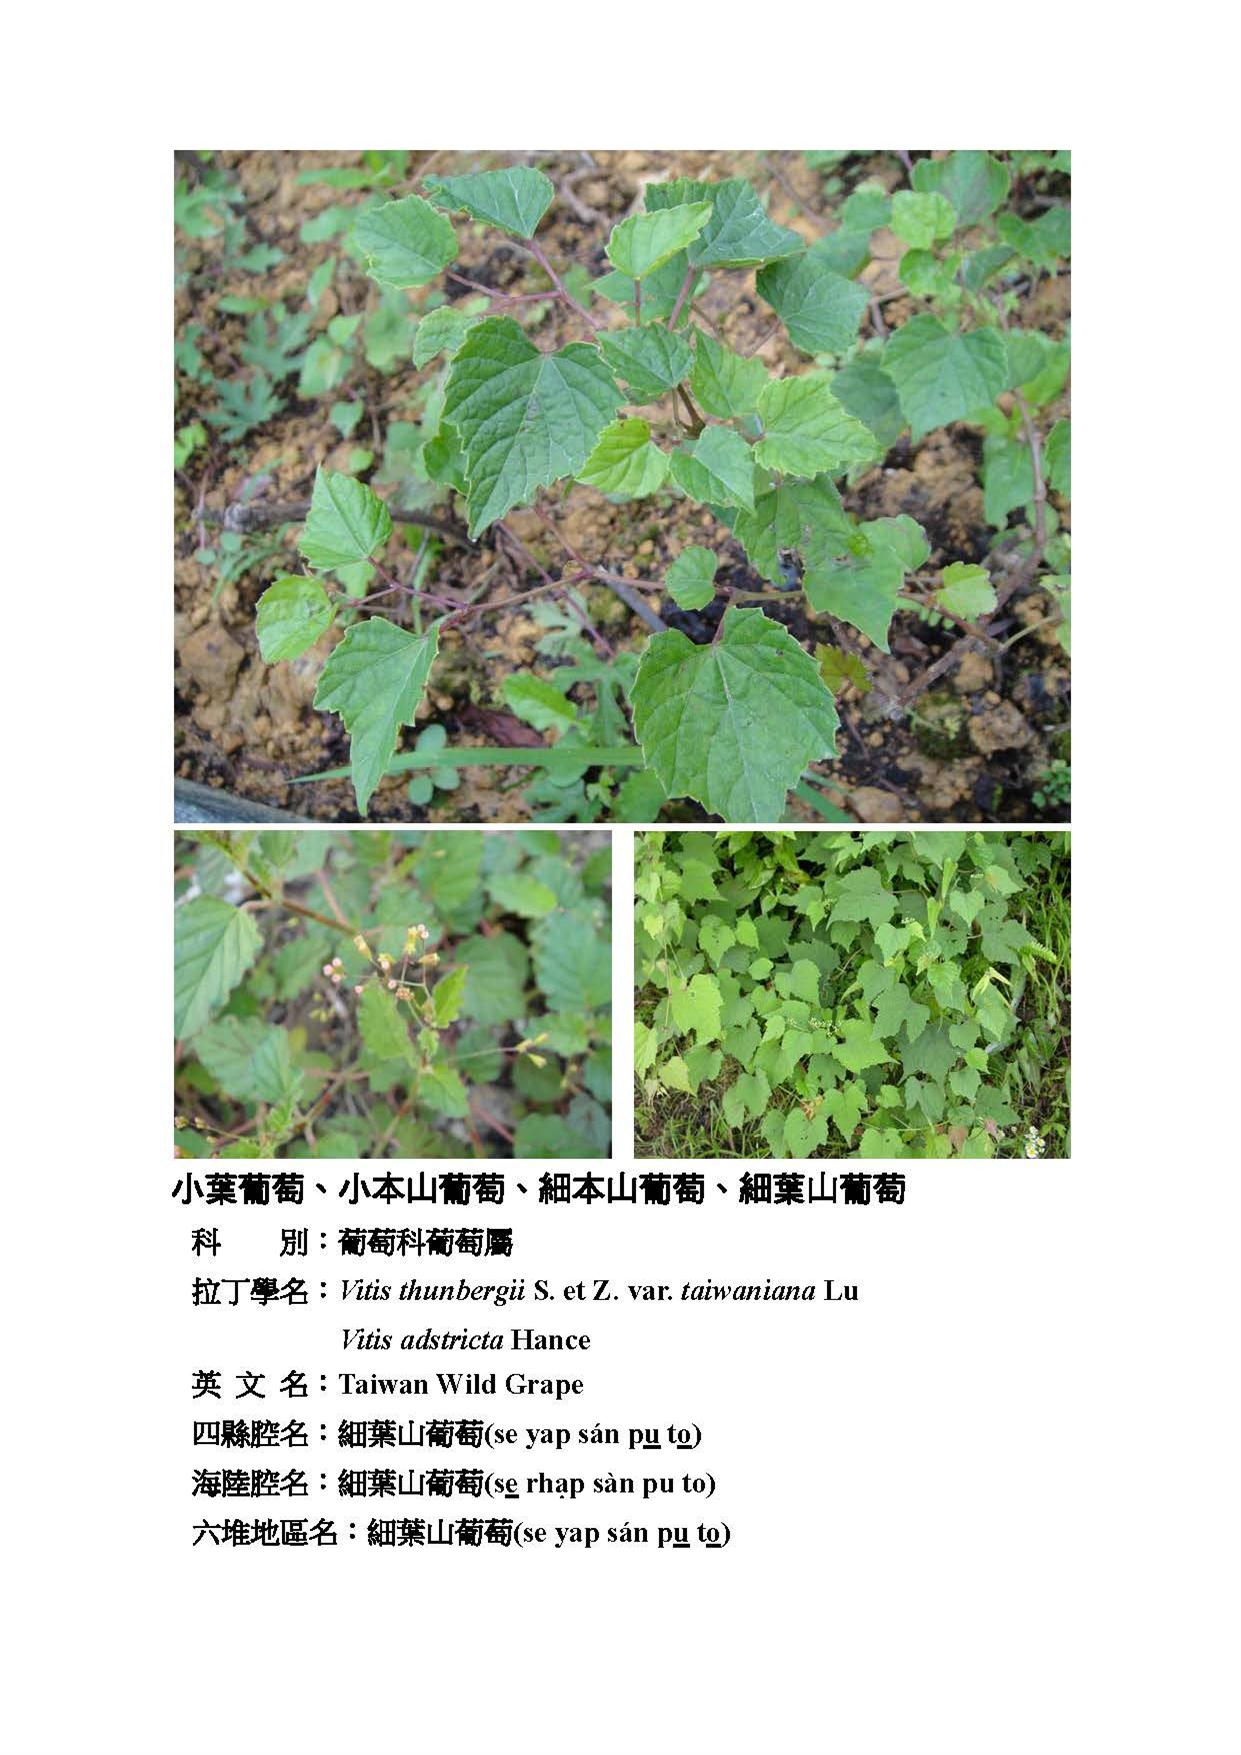 小葉葡萄、小本山葡萄、細本山葡萄、細葉山葡萄
科　　別：葡萄科葡萄屬
拉丁學名：Vitis thunbergii S. et Z. var. taiwaniana Lu
Vitis adstricta Hance
英 文 名：Taiwan Wild Grape
四縣腔名：細葉山葡萄(se yap sán pu to)
海陸腔名：細葉山葡萄(se rhap sàn pu to)
六堆地區名：細葉山葡萄(se yap sán pu to)